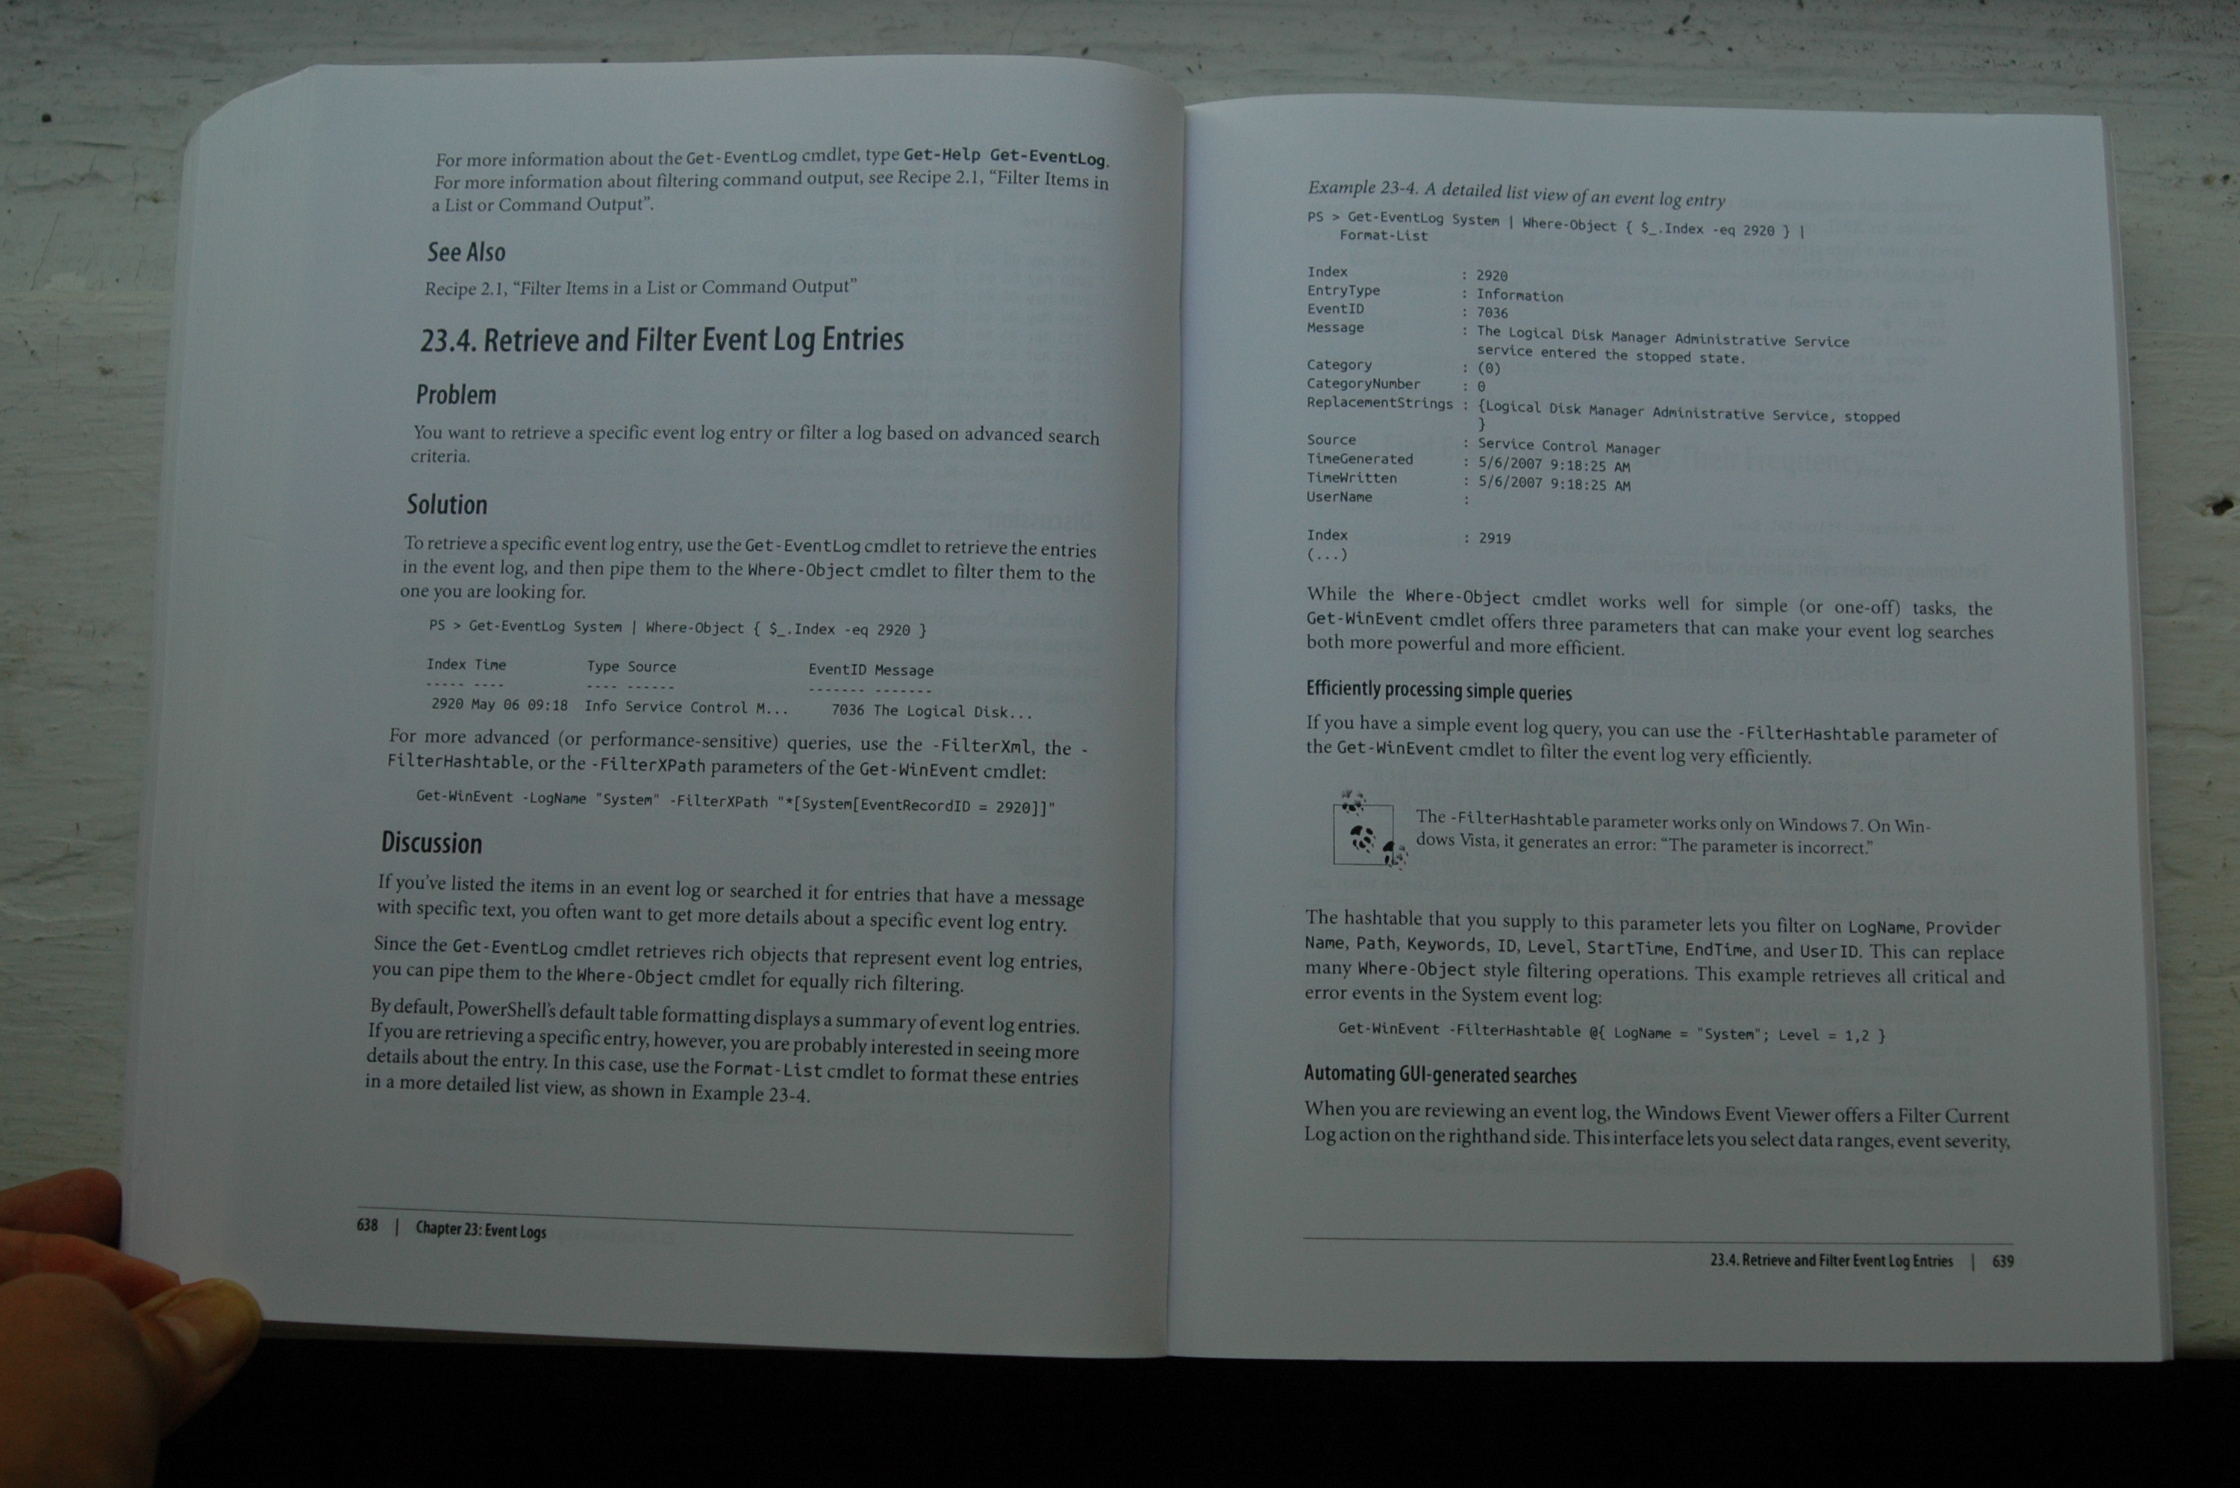 For more information about the Get-EventLog cmdlet, type Get-Help Get-EventLog.
For more information about filtering command output, see Recipe 2.1, “Filter Items in
a List or Command Output”.
See Also
Recipe 2.1, “Filter Items in a List or Command Output”
23.4. Retrieve and Filter Event Log Entries
Problem
You want to retrieve a specific event log entry or filter a log based on advanced search
criteria.
Solution
To retrieve a specific event log entry, use the Get-EventLog cmdlet to retrieve the entries
in the event log, and then pipe them to the Where-Object cmdlet to filter them to the
one you are looking for.
PS > Get-EventLog System | Where-Object { $_.Index -eq 2920 }
Index Time Type Source EventID Message
----- ---- ---- ------ ------- -------
2920 May 06 09:18 Info Service Control M... 7036 The Logical Disk...
For more advanced (or performance-sensitive) queries, use the -FilterXml, the -
FilterHashtable, or the -FilterXPath parameters of the Get-WinEvent cmdlet:
Get-WinEvent -LogName "System" -FilterXPath "*[System[EventRecordID = 2920]]"
Discussion
If you’ve listed the items in an event log or searched it for entries that have a message
with specific text, you often want to get more details about a specific event log entry.
Since the Get-EventLog cmdlet retrieves rich objects that represent event log entries,
you can pipe them to the Where-Object cmdlet for equally rich filtering.
By default, PowerShell’s default table formatting displays a summary of event log entries.
If you are retrieving a specific entry, however, you are probably interested in seeing more
details about the entry. In this case, use the Format-List cmdlet to format these entries
in a more detailed list view, as shown in Example 23-4.
638 | Chapter 23: Event Logs
Example 23-4. A detailed list view of an event log entry
PS > Get-EventLog System | Where-Object { $_.Index -eq 2920 } |
Format-List
Index : 2920
EntryType : Information
EventID : 7036
Message : The Logical Disk Manager Administrative Service
service entered the stopped state.
Category : (0)
CategoryNumber : 0
ReplacementStrings : {Logical Disk Manager Administrative Service, stopped
}
Source : Service Control Manager
TimeGenerated : 5/6/2007 9:18:25 AM
TimeWritten : 5/6/2007 9:18:25 AM
UserName :
Index : 2919
(...)
While the Where-Object cmdlet works well for simple (or one-off) tasks, the
Get-WinEvent cmdlet offers three parameters that can make your event log searches
both more powerful and more efficient.
Efficiently processing simple queries
If you have a simple event log query, you can use the -FilterHashtable parameter of
the Get-WinEvent cmdlet to filter the event log very efficiently.
The -FilterHashtable parameter works only on Windows 7. On Win-
dows Vista, it generates an error: “The parameter is incorrect.”
The hashtable that you supply to this parameter lets you filter on LogName, Provider
Name, Path, Keywords, ID, Level, StartTime, EndTime, and UserID. This can replace
many Where-Object style filtering operations. This example retrieves all critical and
error events in the System event log:
Get-WinEvent -FilterHashtable @{ LogName = "System"; Level = 1,2 }
Automating GUI-generated searches
When you are reviewing an event log, the Windows Event Viewer offers a Filter Current
Log action on the righthand side. This interface lets you select data ranges, event severity,
23.4. Retrieve and Filter Event Log Entries | 639